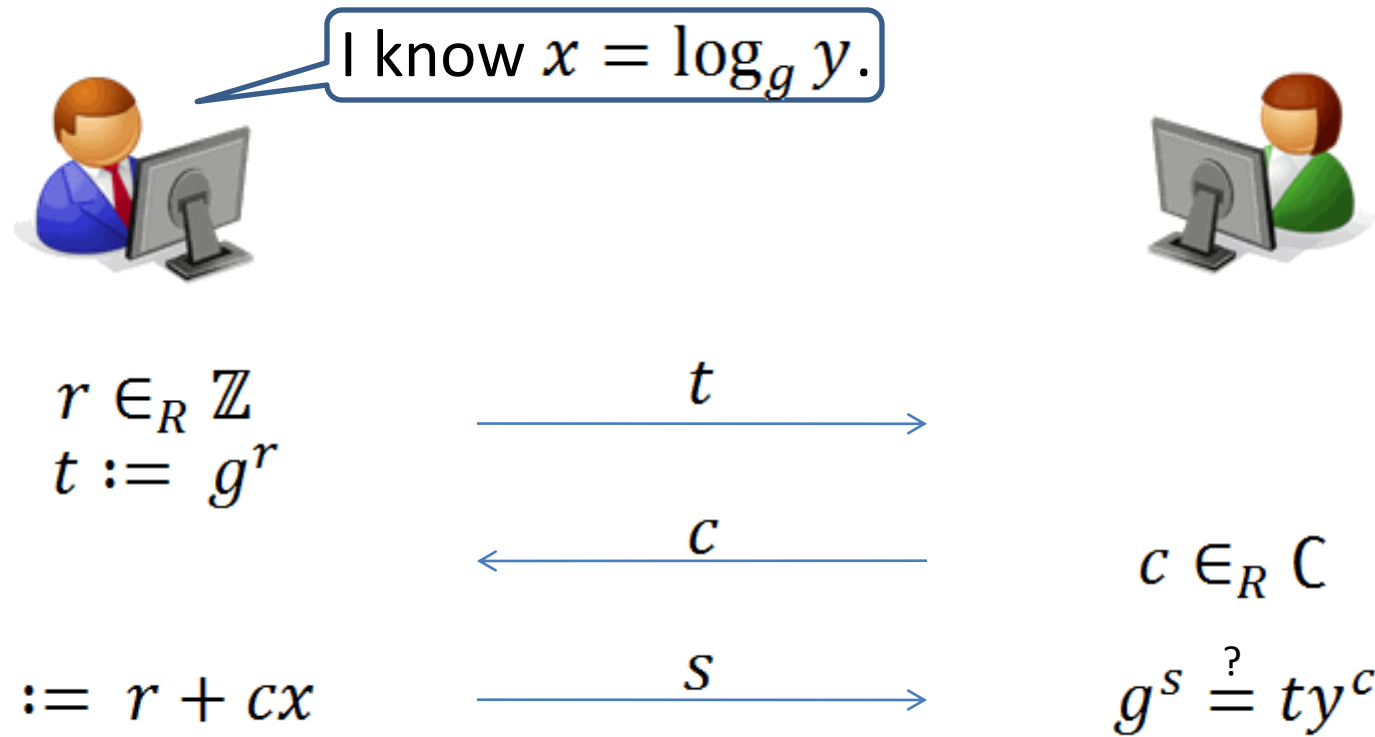 I know x = log_g y.
r ∈_R ℤ
t := g^r
t
c
c ∈_R ℂ
:= r + cx
s
g^s ≟ ty^c